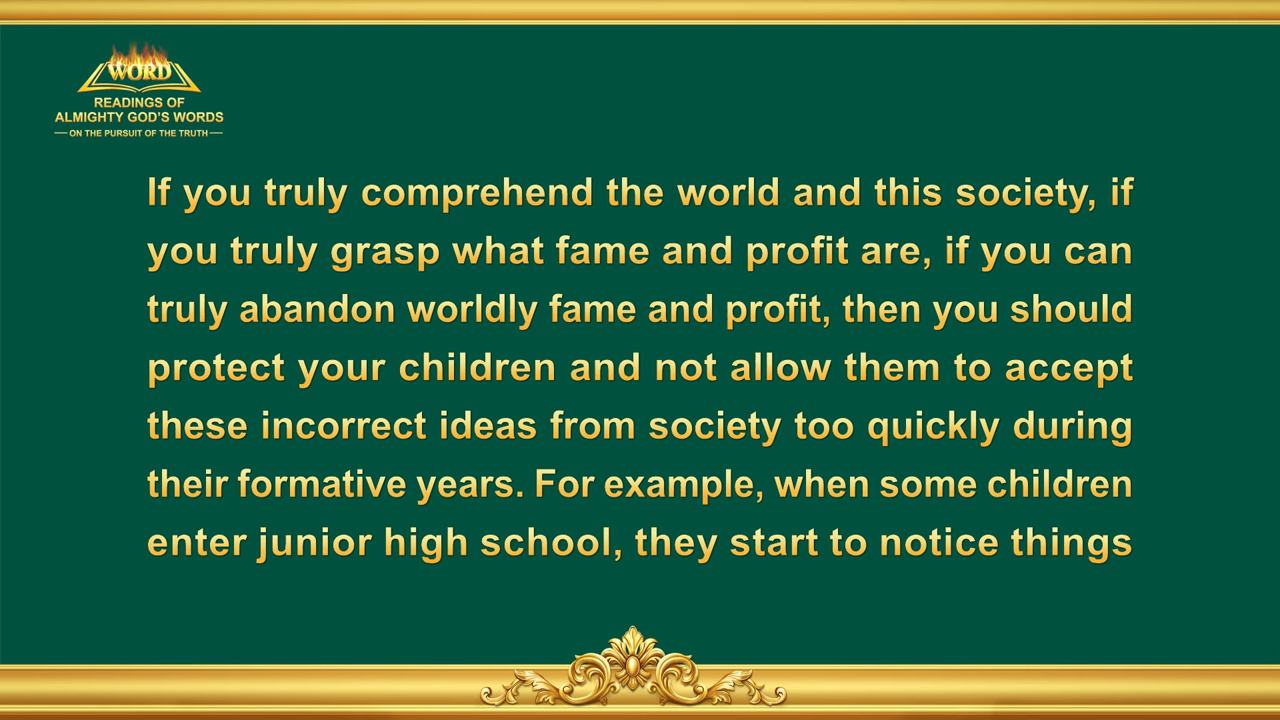 WORD
READINGS OF
ALMIGHTY GOD'S WORDS
— ON THE PURSUIT OF THE TRUTH —
If you truly comprehend the world and this society, if
you truly grasp what fame and profit are, if you can
truly abandon worldly fame and profit, then you should
protect your children and not allow them to accept
these incorrect ideas from society too quickly during
their formative years. For example, when some children
enter junior high school, they start to notice things